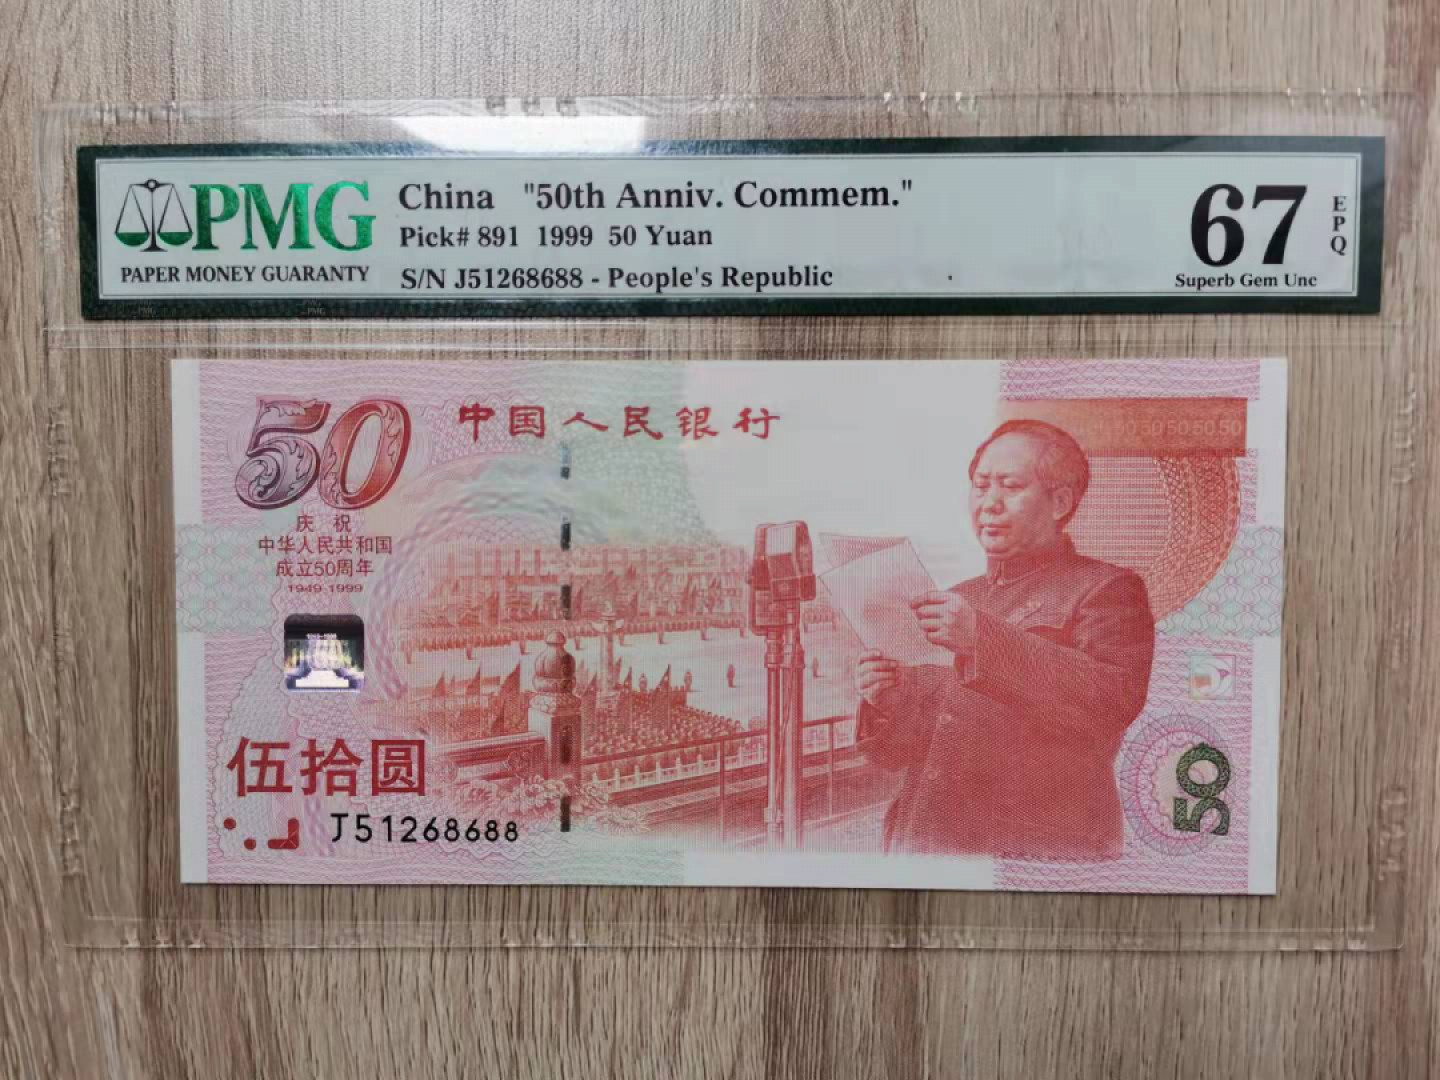 PMG
PAPER MONEY GUARANTY
China "50th Anniv. Commem."
Pick# 891 1999 50 Yuan
S/N J51268688 - People's Republic
67
EPQ
Superb Gem Unc
50
中国人民银行
庆祝
中华人民共和国
成立50周年
1949-1999
伍拾圆
J51268688
50